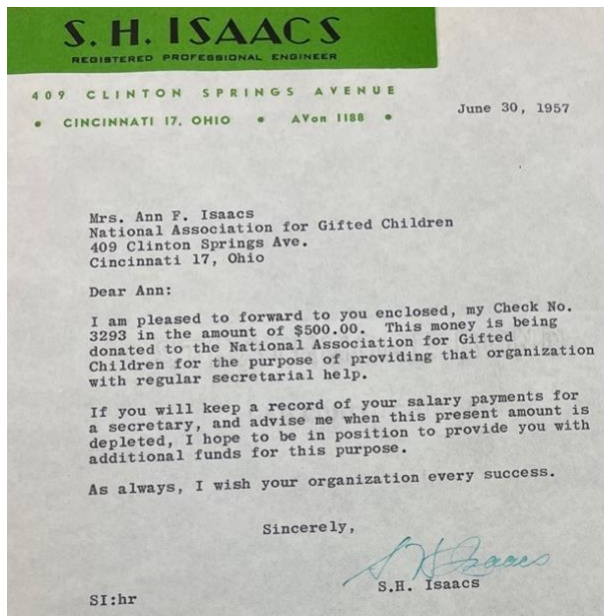 S. H. ISAACS
REGISTERED PROFESSIONAL ENGINEER
409 CLINTON SPRINGS AVENUE
• CINCINNATI 17, OHIO • AVon 1188 •
June 30, 1957
Mrs. Ann F. Isaacs
National Association for Gifted Children
409 Clinton Springs Ave.
Cincinnati 17, Ohio
Dear Ann:
I am pleased to forward to you enclosed, my Check No.
3293 in the amount of $500.00. This money is being
donated to the National Association for Gifted
Children for the purpose of providing that organization
with regular secretarial help.
If you will keep a record of your salary payments for
a secretary, and advise me when this present amount is
depleted, I hope to be in position to provide you with
additional funds for this purpose.
As always, I wish your organization every success.
Sincerely,
S H Isaacs
S.H. Isaacs
SI:hr